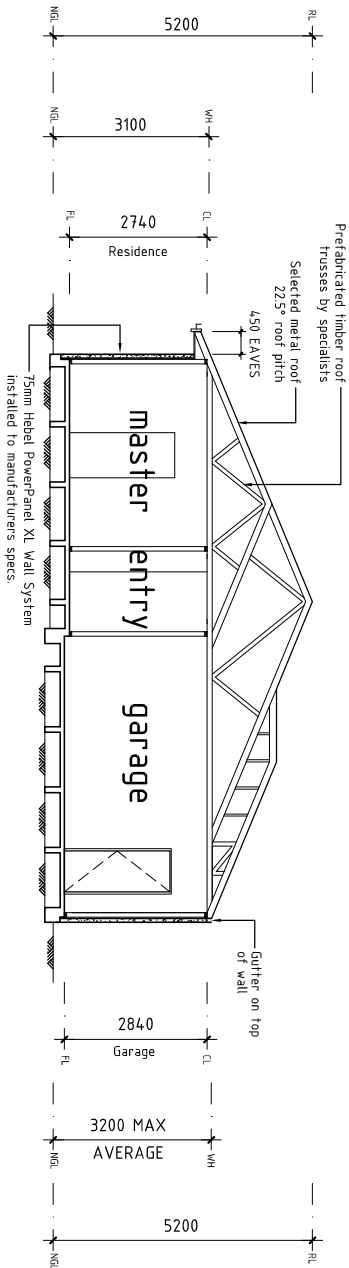 5200
RL
NGL
3100
WH
NGL
2740
Residence
CL
FL
Prefabricated timber roof
trusses by specialists
Selected metal roof
22.5° roof pitch
450 EAVES
75mm Hebel PowerPanel XL Wall System
installed to manufacturers specs.
master
entry
garage
Gutter on top
of wall
2840
Garage
CL
FL
3200 MAX
AVERAGE
WH
NGL
5200
RL
NGL